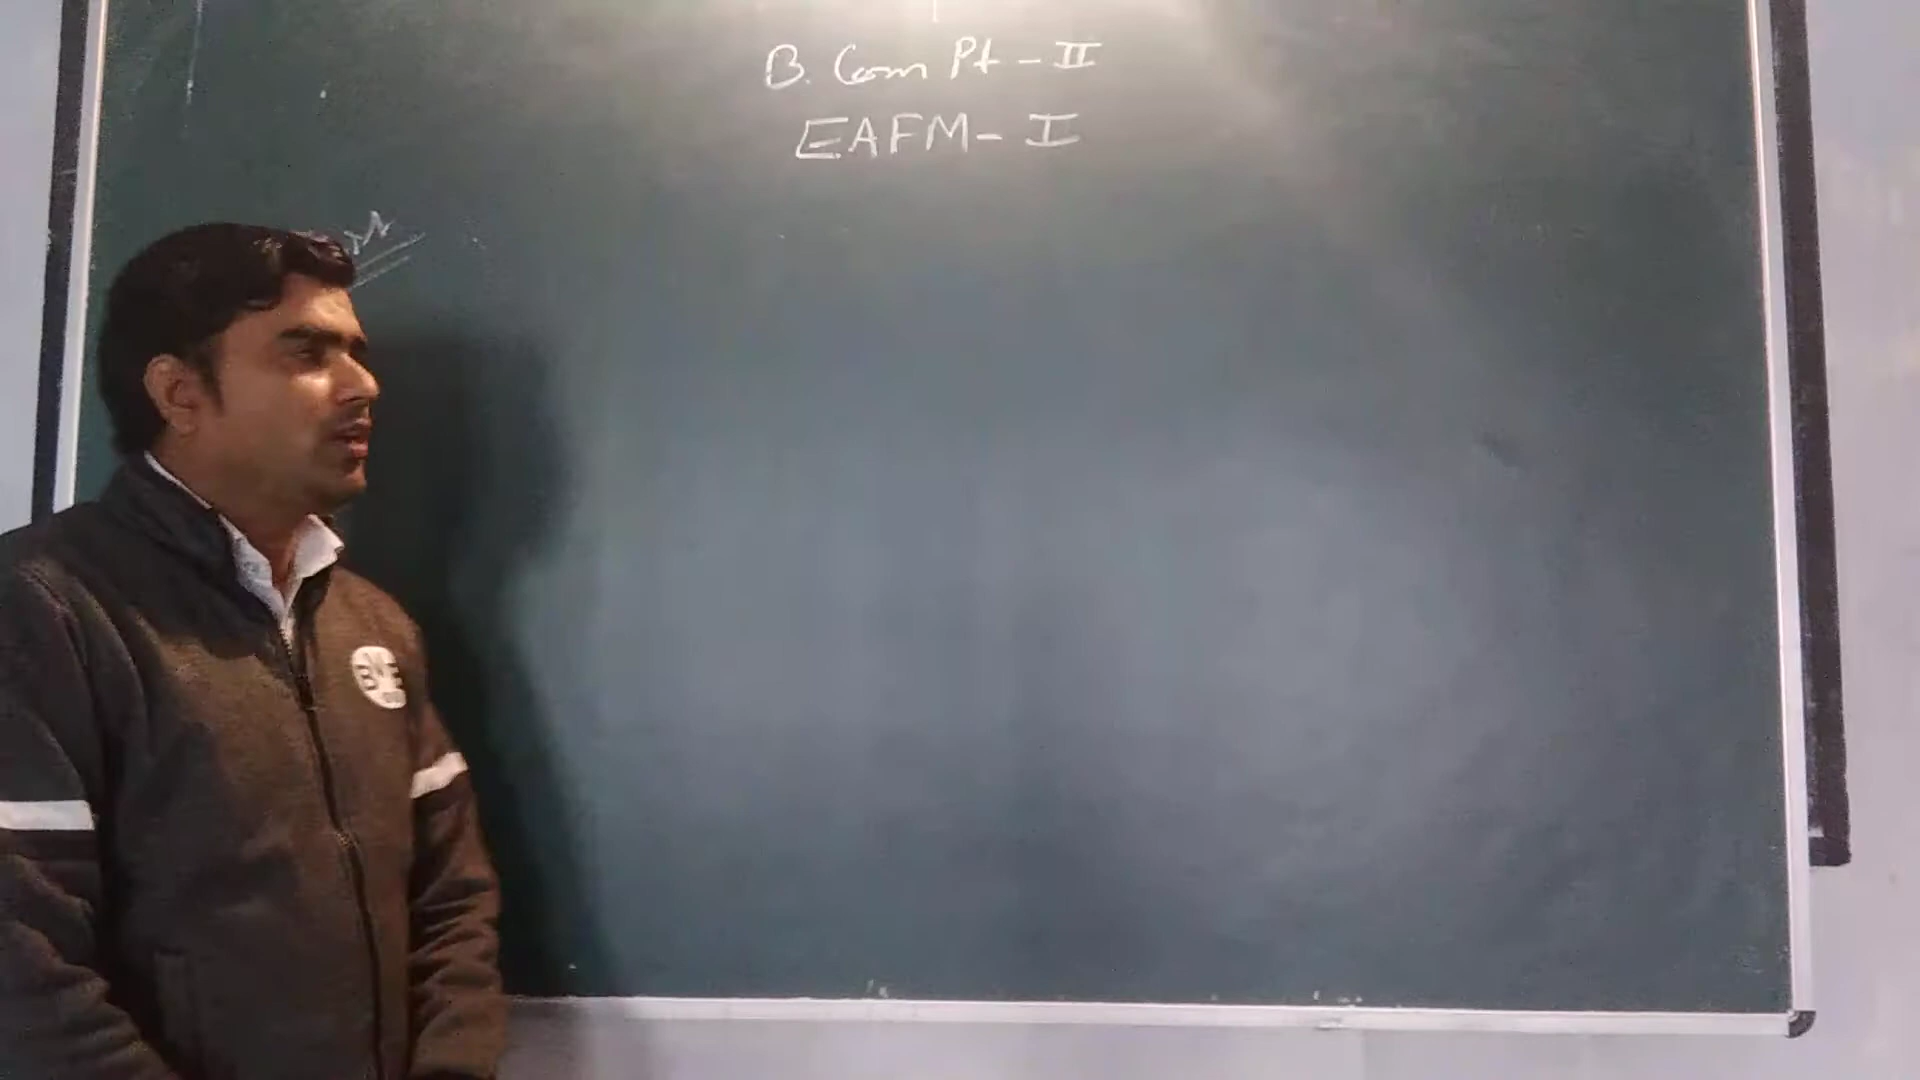 B. Com Pt - II
EAFM - I